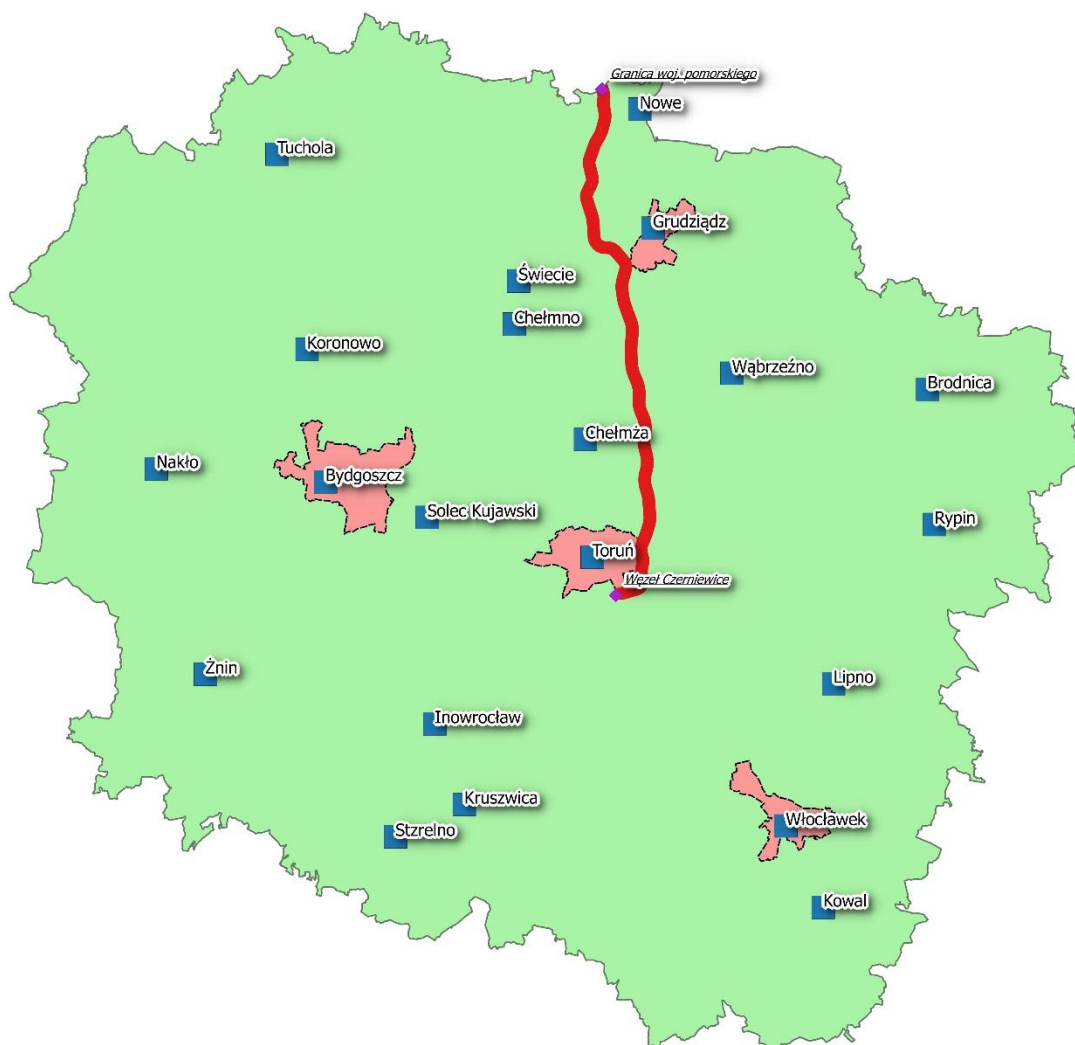 Granica woj. pomorskiego
Nowe
Tuchola
Grudziądz
Świecie
Chełmno
Koronowo
Wąbrzeźno
Brodnica
Chełmża
Nakło
Bydgoszcz
Solec Kujawski
Rypin
Toruń
Węzeł Czerniewice
Żnin
Lipno
Inowrocław
Kruszwica
Stzrelno
Włocławek
Kowal